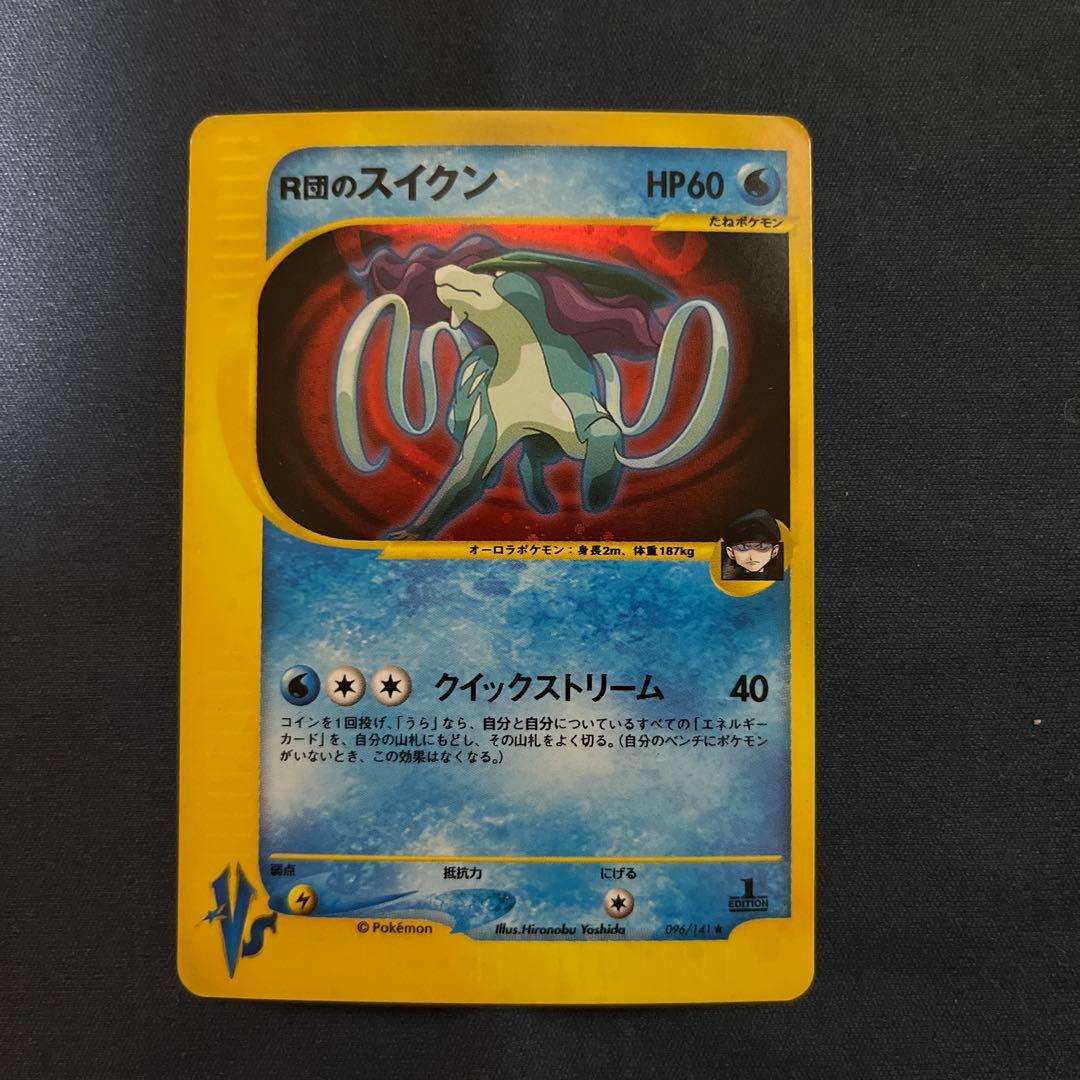 R団のスイクン HP60
たねポケモン
オーロラポケモン：身長2m、体重187kg
クイックストリーム 40
コインを1回投げ、「うら」なら、自分と自分についているすべての「エネルギー
カード」を、自分の山札にもどし、その山札をよく切る。（自分のベンチにポケモン
がいないとき、この効果はなくなる。）
弱点 抵抗力 にげる
1
EDITION
VS
© Pokémon Illus.Hironobu Yoshida 096/141 ★